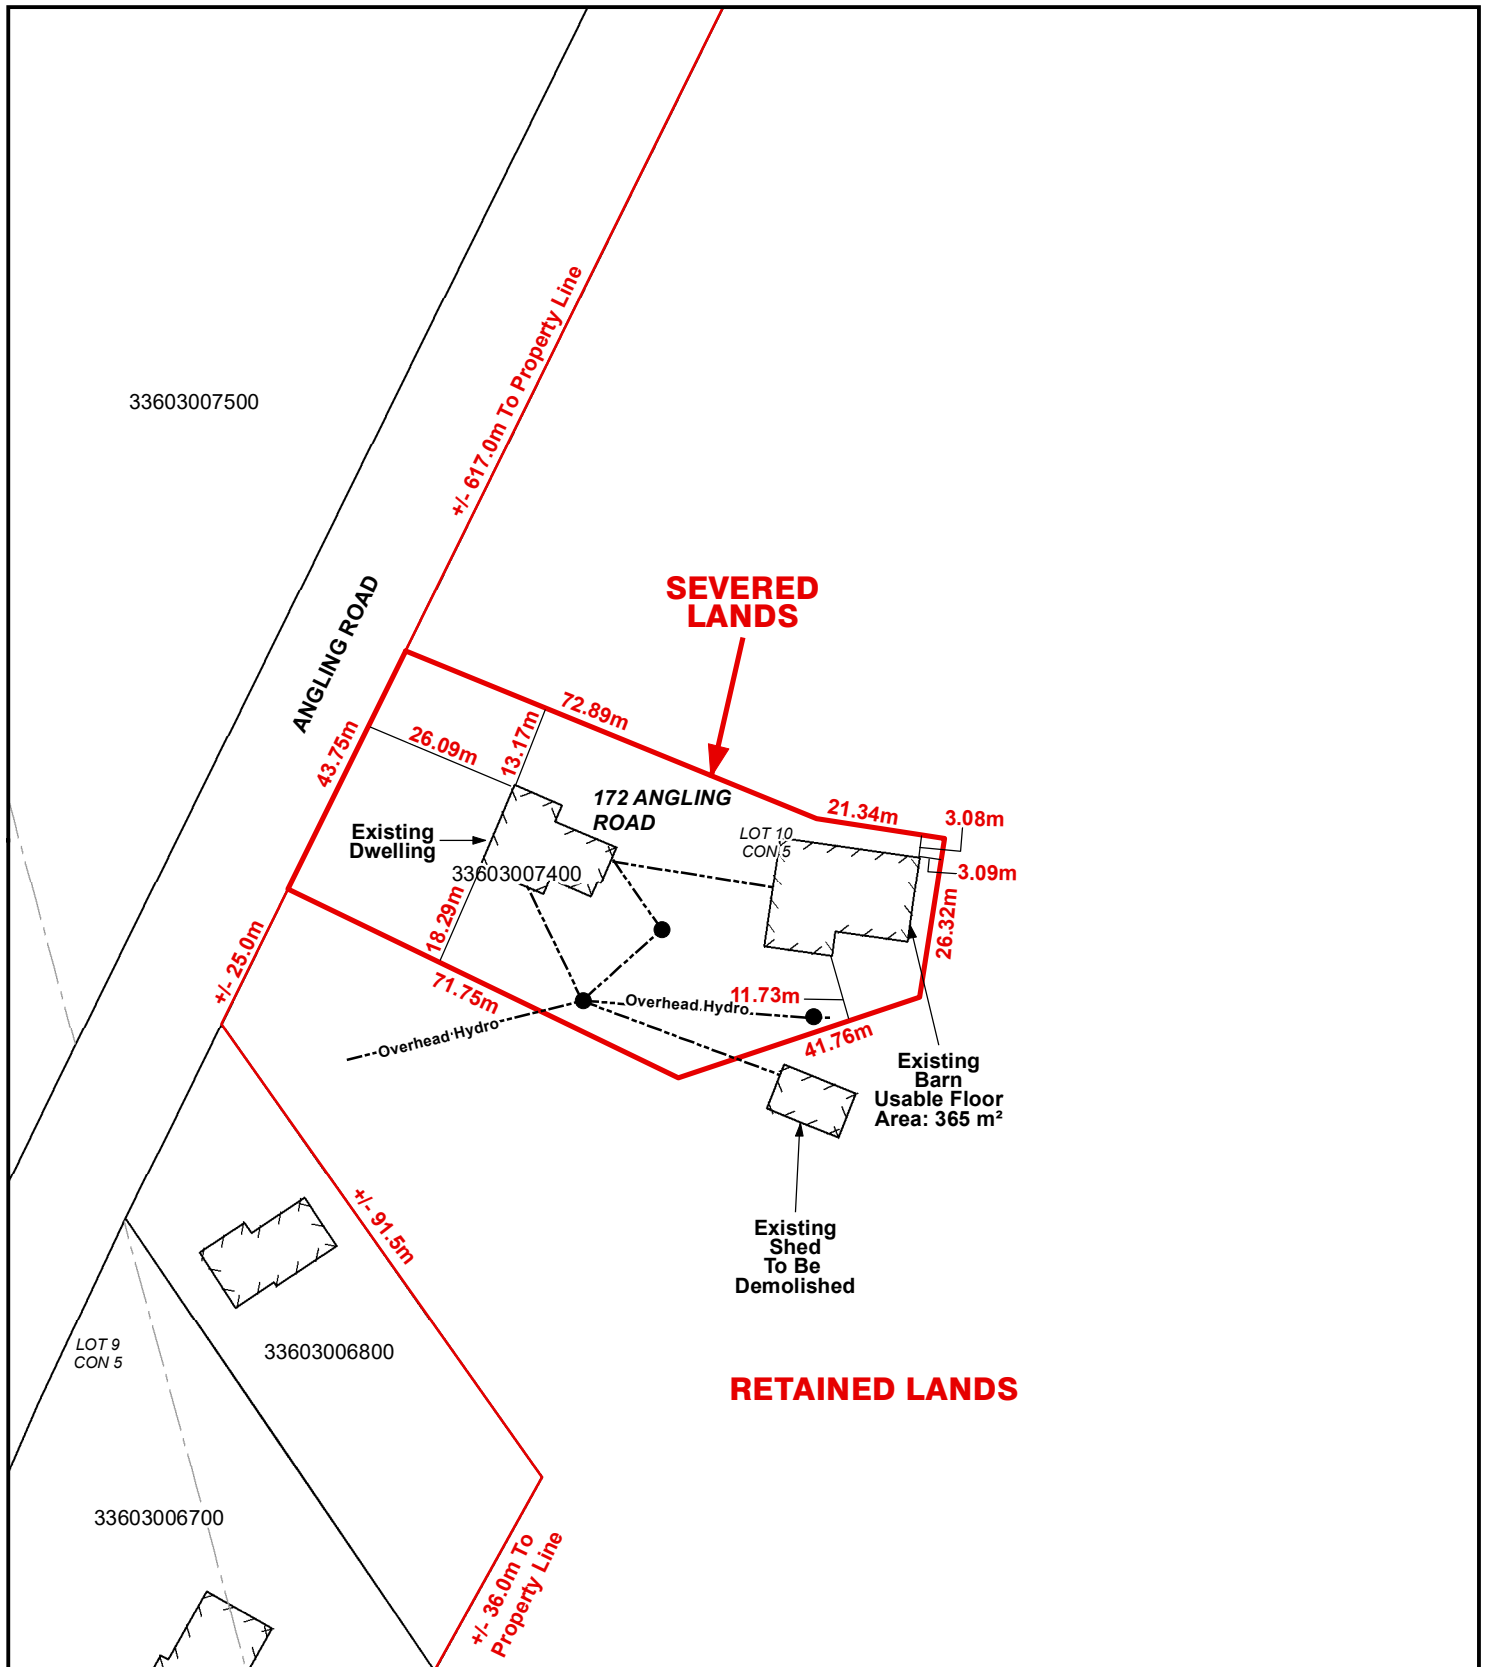 33603007500
+/- 617.0m To Property Line
ANGLING ROAD
SEVERED
LANDS
72.89m
43.75m
26.09m
13.17m
172 ANGLING
ROAD
21.34m
3.08m
LOT 10
CON 5
Existing
Dwelling
33603007400
3.09m
18.29m
26.32m
+/- 25.0m
71.75m
11.73m
Overhead Hydro
Overhead Hydro
41.76m
Existing
Barn
Usable Floor
Area: 365 m²
+/- 91.5m
Existing
Shed
To Be
Demolished
LOT 9
CON 5
33603006800
RETAINED LANDS
33603006700
+/- 36.0m To
Property Line